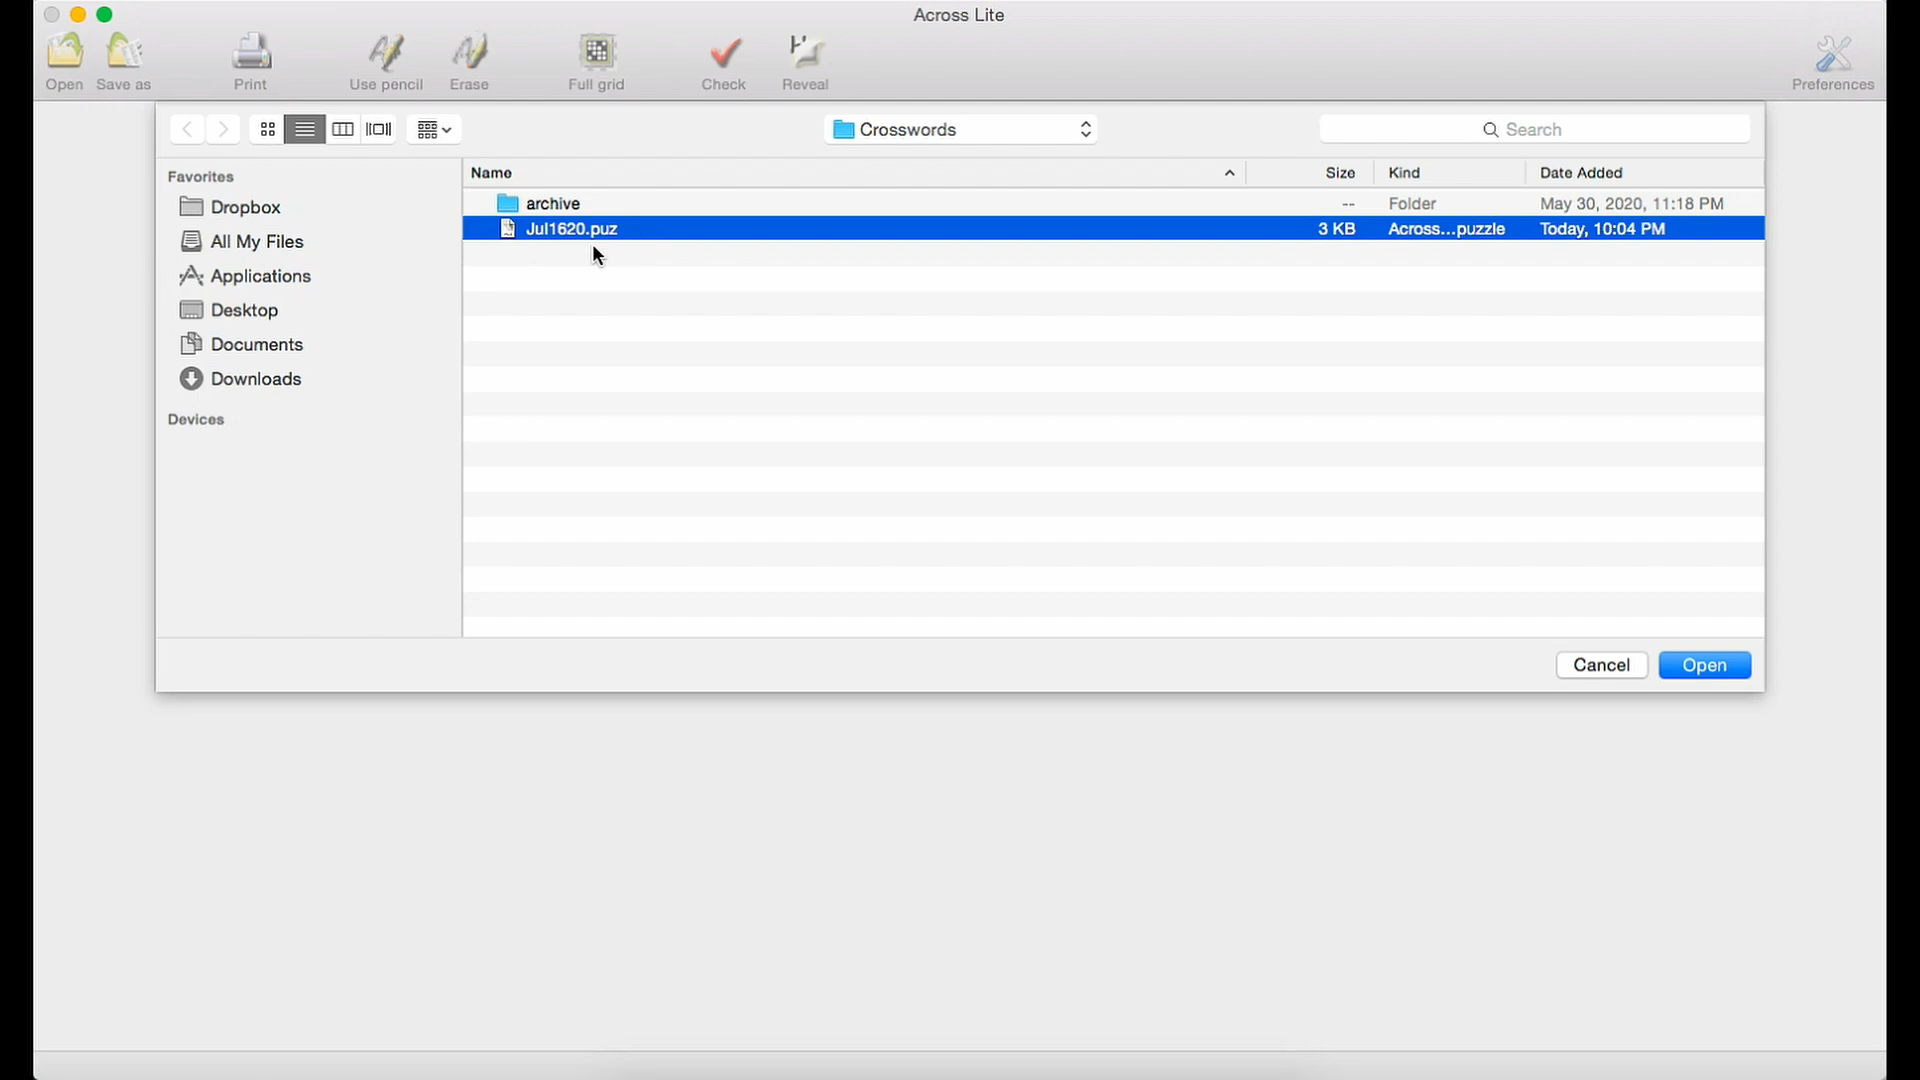 Across Lite
Open Save as Print Use pencil Erase Full grid Check Reveal Preferences
Crosswords
Search
Favorites
Dropbox
All My Files
Applications
Desktop
Documents
Downloads
Devices
Name Size Kind Date Added
archive -- Folder May 30, 2020, 11:18 PM
Jul1620.puz 3 KB Across...puzzle Today, 10:04 PM
Cancel Open